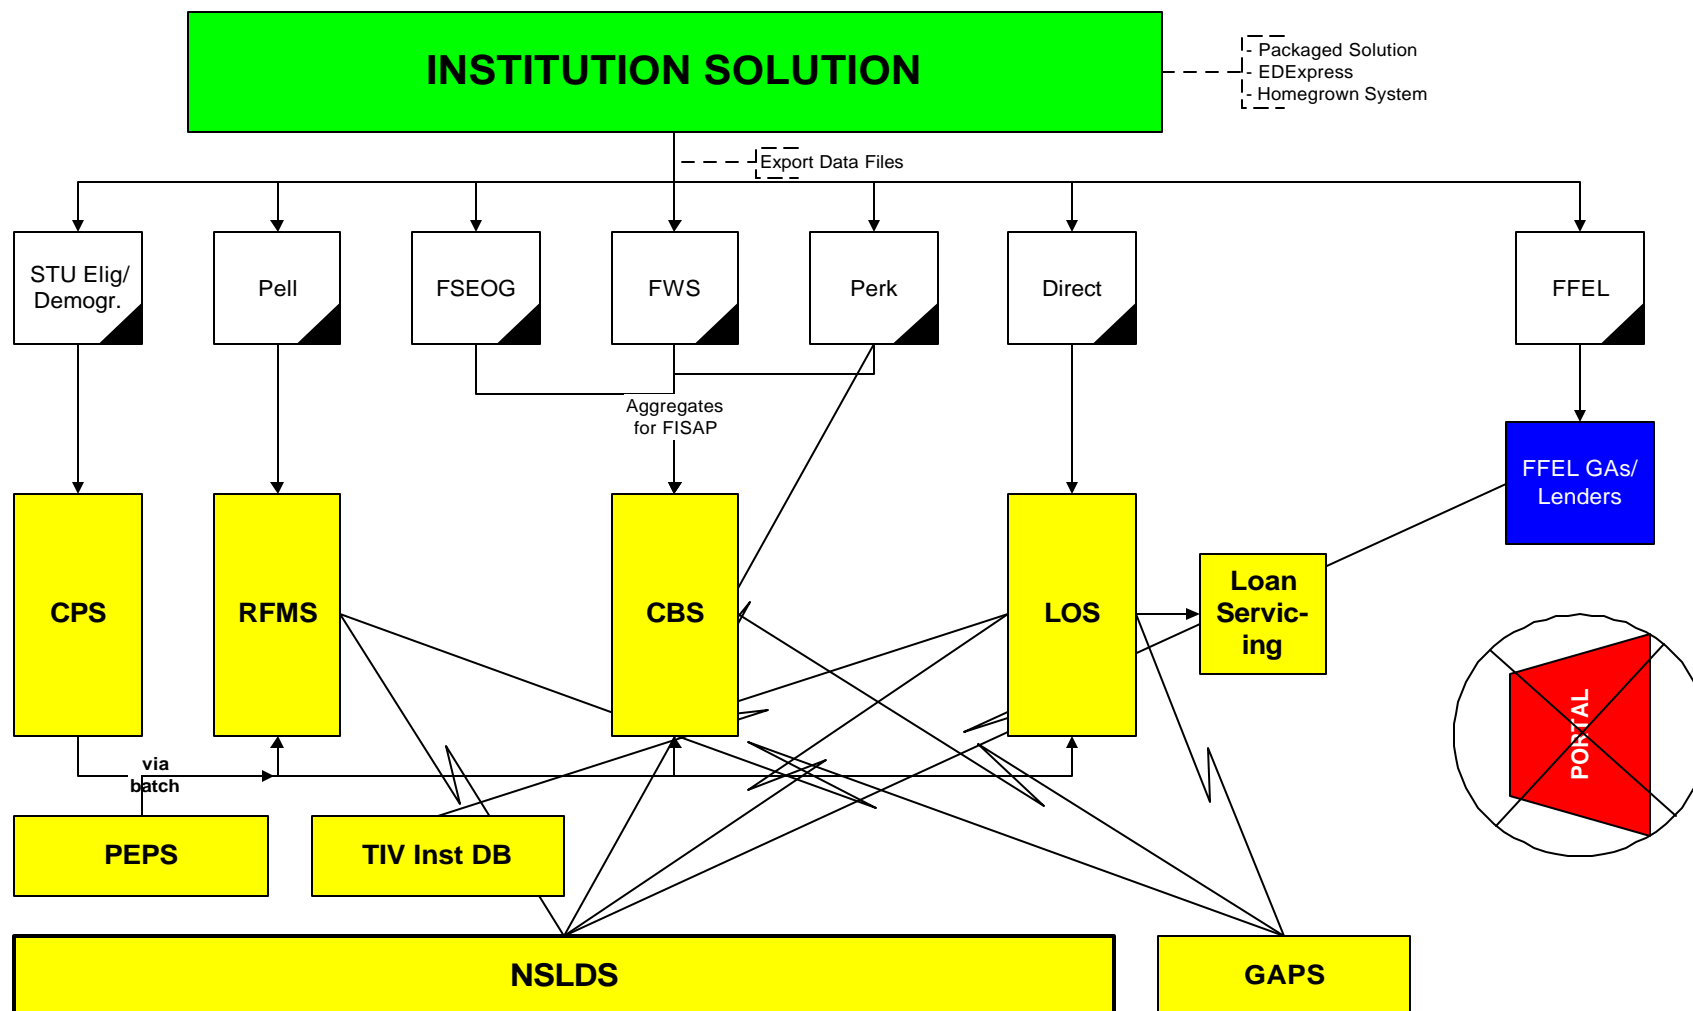 INSTITUTION SOLUTION
- Packaged Solution
- EDExpress
- Homegrown System
Export Data Files
STU Elig/
Demogr.
Pell
FSEOG
FWS
Perk
Direct
FFEL
Aggregates
for FISAP
FFEL GAs/
Lenders
CPS
RFMS
CBS
LOS
Loan
Servic-
ing
PORTAL
via
batch
PEPS
TIV Inst DB
NSLDS
GAPS